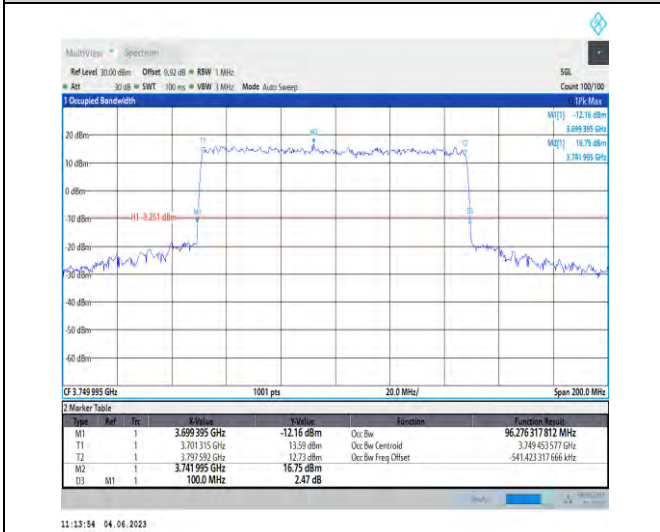 MultiView Spectrum
Ref Level 30.00 dBm Offset 0.92 dB RBW 1 MHz SGL
Att 30 dB SWT 100 ms VBW 3 MHz Mode Auto Sweep Count 100/100
1 Occupied Bandwidth 1Pk Max
M1[1] -12.16 dBm
3.699 395 GHz
M2[1] 16.75 dBm
3.741 995 GHz
20 dBm
10 dBm
0 dBm
-10 dBm H1 -9.251 dBm
-20 dBm
-30 dBm
-40 dBm
-50 dBm
-60 dBm
T1 M2 T2
M1 D3
CF 3.749 995 GHz 1001 pts 20.0 MHz/ Span 200.0 MHz
2 Marker Table
Type Ref Trc X-Value Y-Value Function Function Result
M1 1 3.699 395 GHz -12.16 dBm Occ Bw 96.276 317 812 MHz
T1 1 3.701 315 GHz 13.59 dBm Occ Bw Centroid 3.749 453 577 GHz
T2 1 3.797 592 GHz 12.73 dBm Occ Bw Freq Offset -541.423 317 666 kHz
M2 1 3.741 995 GHz 16.75 dBm
D3 M1 1 100.0 MHz 2.47 dB
11:13:54 04.06.2023